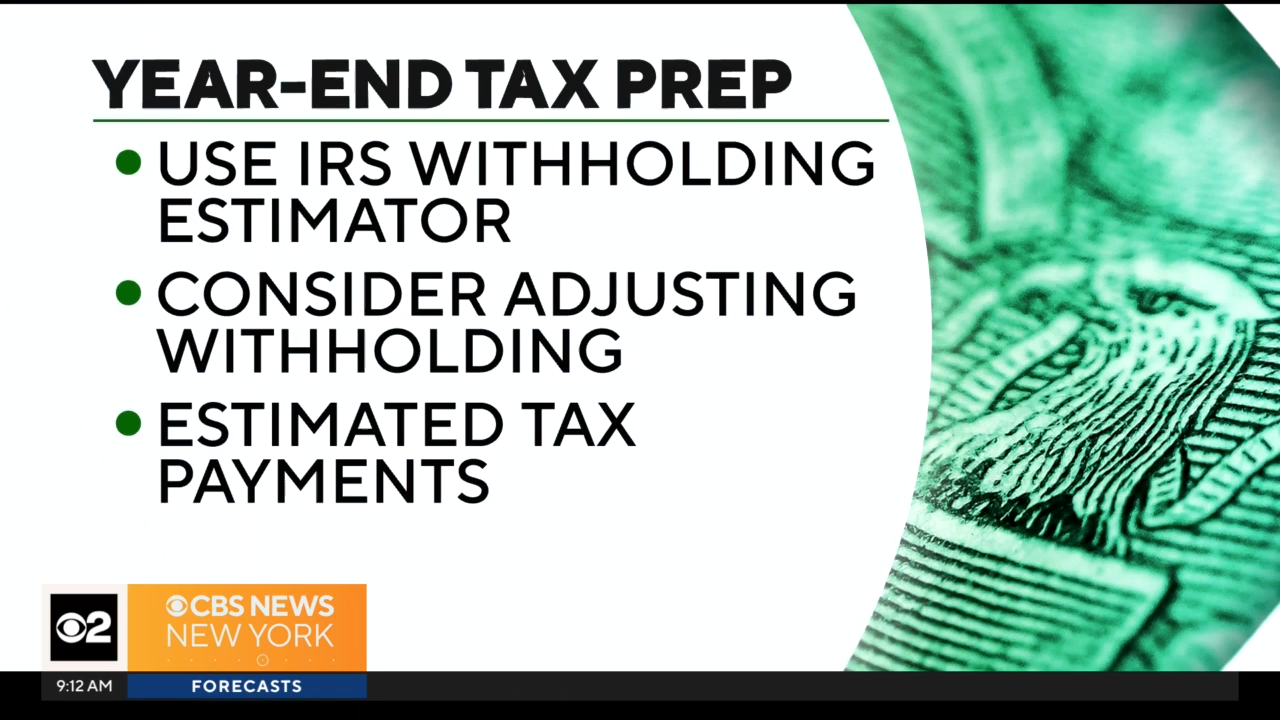 YEAR-END TAX PREP
USE IRS WITHHOLDING
ESTIMATOR
CONSIDER ADJUSTING
WITHHOLDING
ESTIMATED TAX
PAYMENTS
2
CBS NEWS
NEW YORK
9:12 AM
FORECASTS